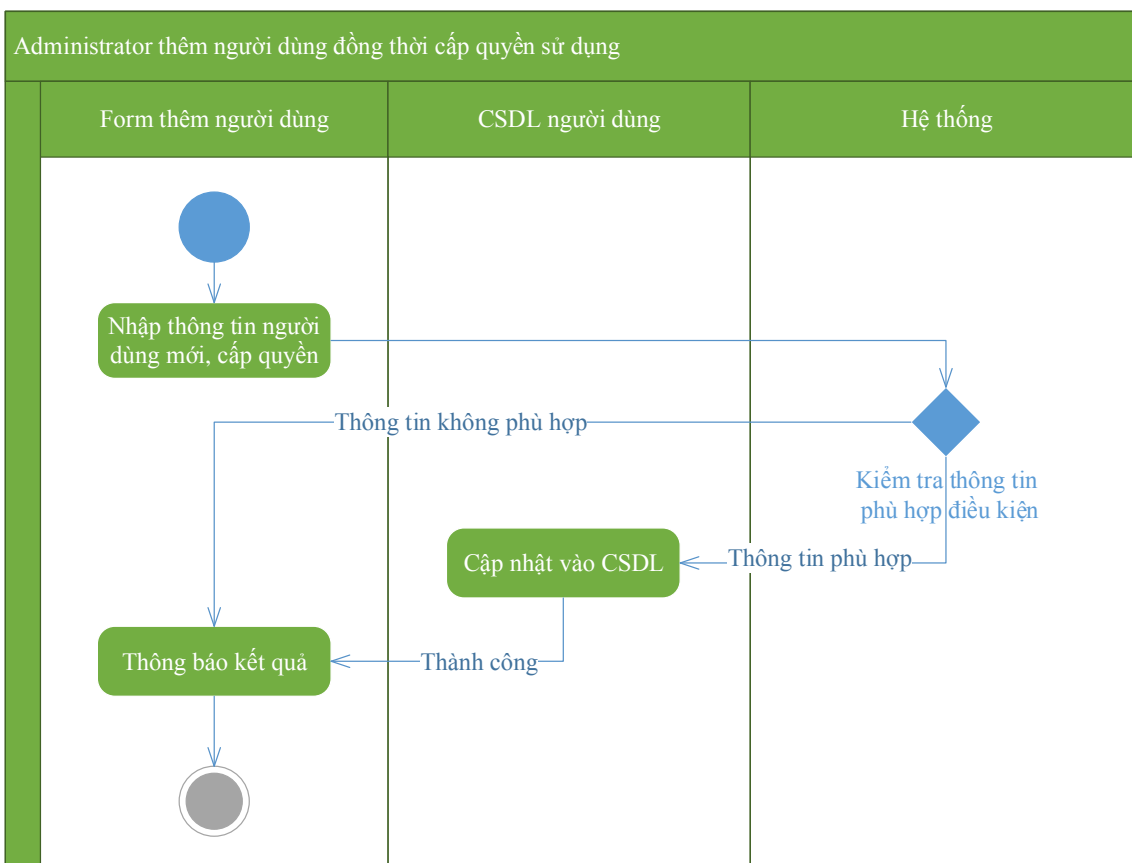 Administrator thêm người dùng đồng thời cấp quyền sử dụng
Form thêm người dùng
CSDL người dùng
Hệ thống
Nhập thông tin người
dùng mới, cấp quyền
Thông tin không phù hợp
Kiểm tra thông tin
phù hợp điều kiện
Cập nhật vào CSDL
Thông tin phù hợp
Thông báo kết quả
Thành công